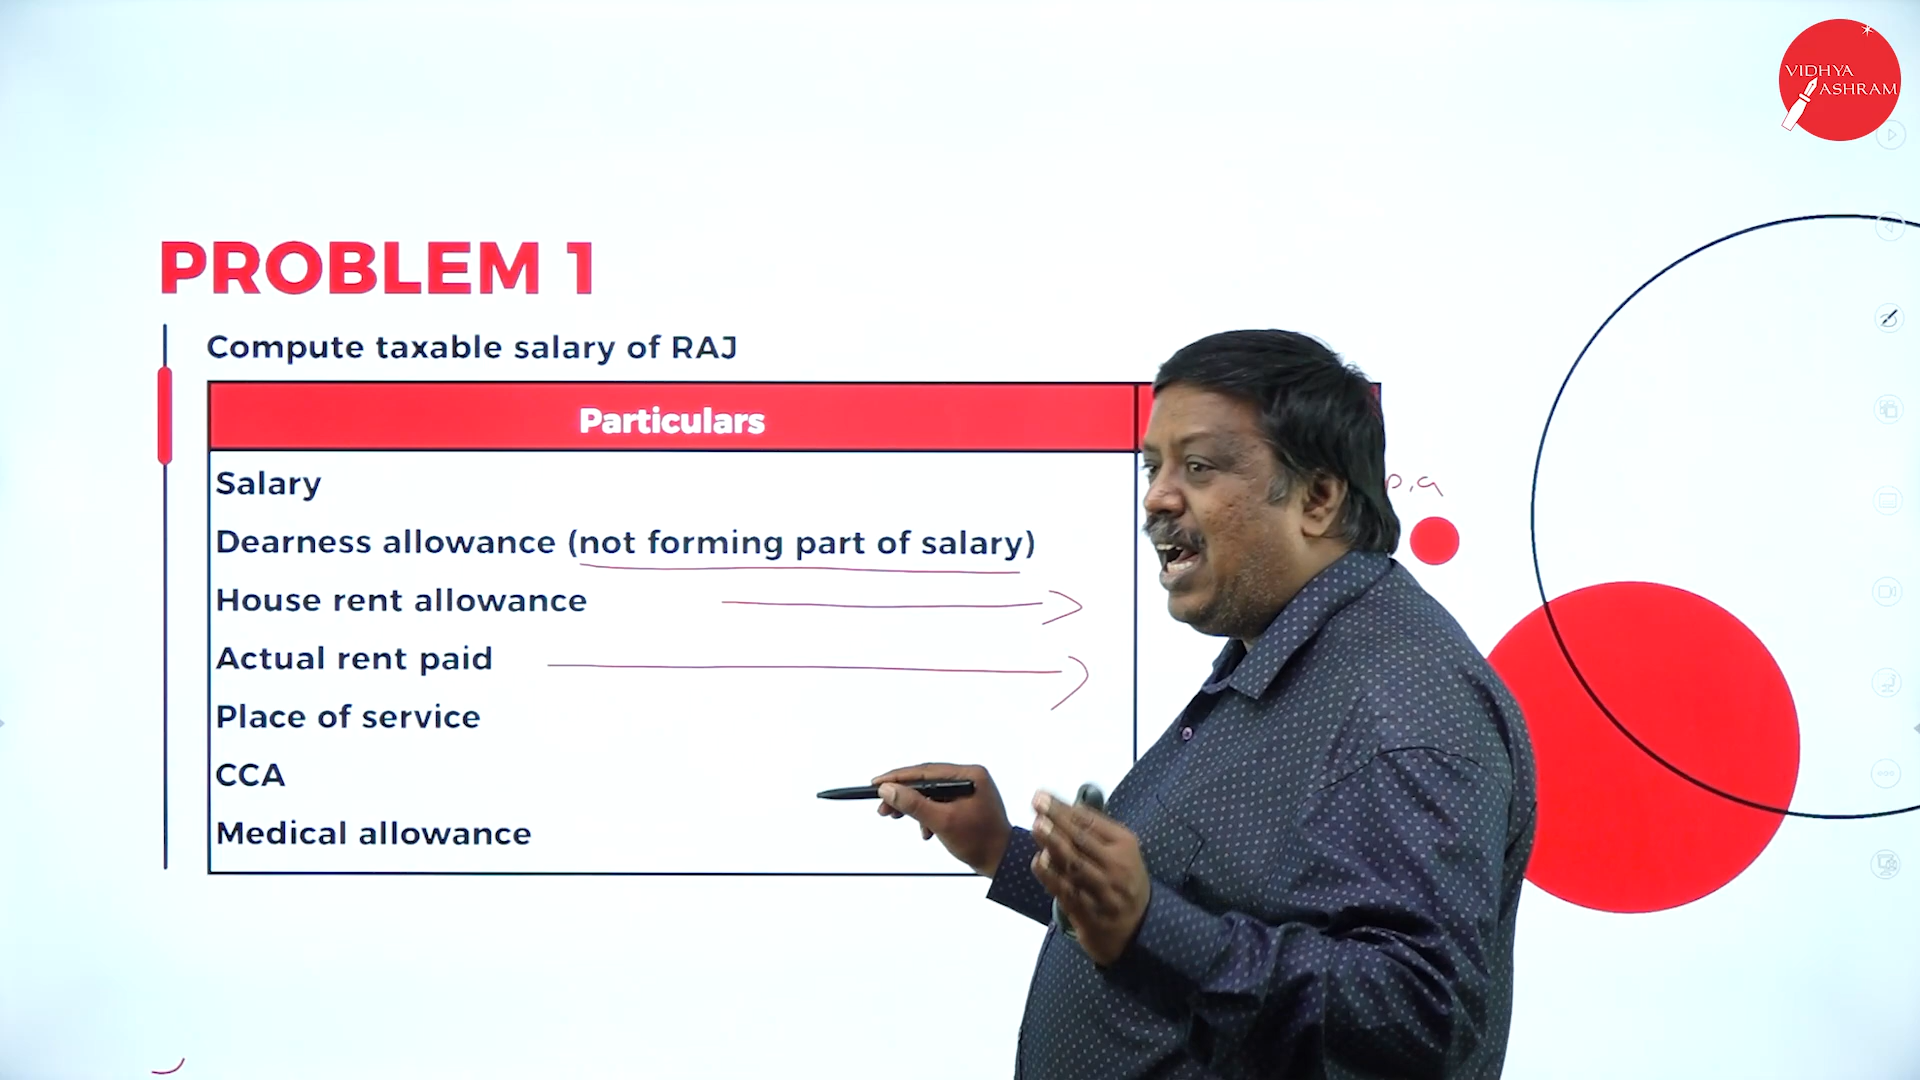 VIDHYA
ASHRAM
PROBLEM 1
Compute taxable salary of RAJ
Particulars
Salary
p.a
Dearness allowance (not forming part of salary)
House rent allowance
Actual rent paid
Place of service
CCA
Medical allowance